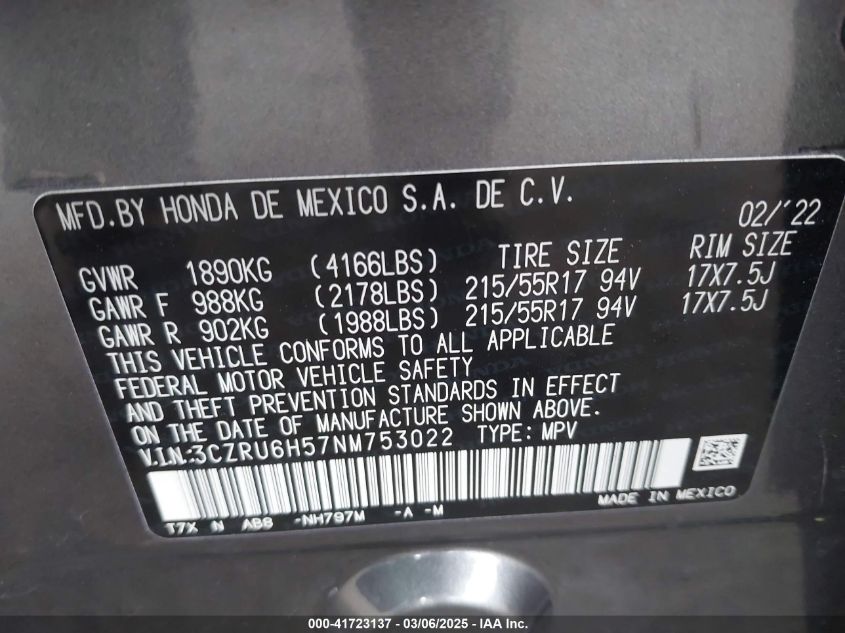 MFD.BY HONDA DE MEXICO S.A. DE C.V. 02/'22
GVWR 1890KG (4166LBS) TIRE SIZE RIM SIZE
GAWR F 988KG (2178LBS) 215/55R17 94V 17X7.5J
GAWR R 902KG (1988LBS) 215/55R17 94V 17X7.5J
THIS VEHICLE CONFORMS TO ALL APPLICABLE
FEDERAL MOTOR VEHICLE SAFETY
AND THEFT PREVENTION STANDARDS IN EFFECT
ON THE DATE OF MANUFACTURE SHOWN ABOVE.
V.I.N:3CZRU6H57NM753022 TYPE: MPV
MADE IN MEXICO
T7X N AB8 -NH797M -A -M
000-41723137 - 03/06/2025 - IAA Inc.